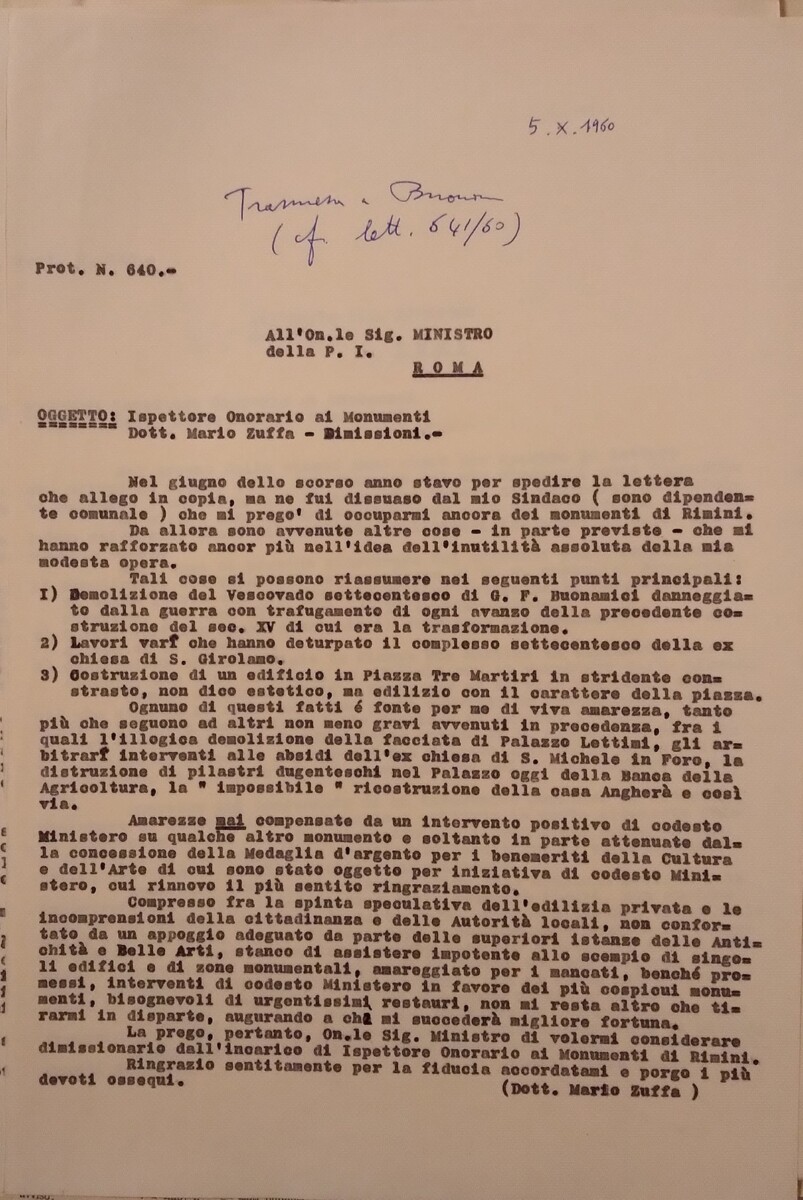 5.X.1960
Trasmessa a
(cf. lett. 641/60)
Prot. N. 640.-
All'On.le Sig. MINISTRO
della P. I.
R O M A
OGGETTO: Ispettore Onorario ai Monumenti
Dott. Mario Zuffa - Dimissioni.-
Nel giugno dello scorso anno stavo per spedire la lettera
che allego in copia, ma ne fui dissuaso dal mio Sindaco ( sono dipenden=
te comunale ) che mi prego' di occuparmi ancora dei monumenti di Rimini.
Da allora sono avvenute altre cose - in parte previste - che mi
hanno rafforzato ancor più nell'idea dell'inutilità assoluta della mia
modesta opera.
Tali cose si possono riassumere nei seguenti punti principali:
I) Demolizione del Vescovado settecentesco di G. F. Buonamici danneggia=
to dalla guerra con trafugamento di ogni avanzo della precedente co=
struzione del sec. XV di cui era la trasformazione.
2) Lavori varî che hanno deturpato il complesso settecentesco della ex
chiesa di S. Girolamo.
3) Costruzione di un edificio in Piazza Tre Martiri in stridente con=
strasto, non dico estetico, ma edilizio con il carattere della piazza.
Ognuno di questi fatti é fonte per me di viva amarezza, tanto
più che seguono ad altri non meno gravi avvenuti in precedenza, fra i
quali l'illogica demolizione della facciata di Palazzo Lettimi, gli ar=
bitrarî interventi alle absidi dell'ex chiesa di S. Michele in Foro, la
distruzione di pilastri dugenteschi nel Palazzo oggi della Banca della
Agricoltura, la " impossibile " ricostruzione della casa Angherà e così
via.
Amarezze mai compensate da un intervento positivo di codesto
Ministero su qualche altro monumento e soltanto in parte attenuate dal=
la concessione della Medaglia d'argento per i benemeriti della Cultura
e dell'Arte di cui sono stato oggetto per iniziativa di codesto Mini=
stero, cui rinnovo il più sentito ringraziamento.
Compresso fra la spinta speculativa dell'edilizia privata e le
incomprensioni della cittadinanza e delle Autorità locali, non confor=
tato da un appoggio adeguato da parte delle superiori istanze delle Anti=
chità e Belle Arti, stanco di assistere impotente allo scempio di singo=
li edifici e di zone monumentali, amareggiato per i mancati, benché pro=
messi, interventi di codesto Ministero in favore dei più cospicui monu=
menti, bisognevoli di urgentissimi restauri, non mi resta altro che ti=
rarmi in disparte, augurando a chi mi succederà migliore fortuna.
La prego, pertanto, On.le Sig. Ministro di volermi considerare
dimissionario dall'incarico di Ispettore Onorario ai Monumenti di Rimini.
Ringrazio sentitamente per la fiducia accordatami e porgo i più
devoti ossequi.
(Dott. Mario Zuffa )